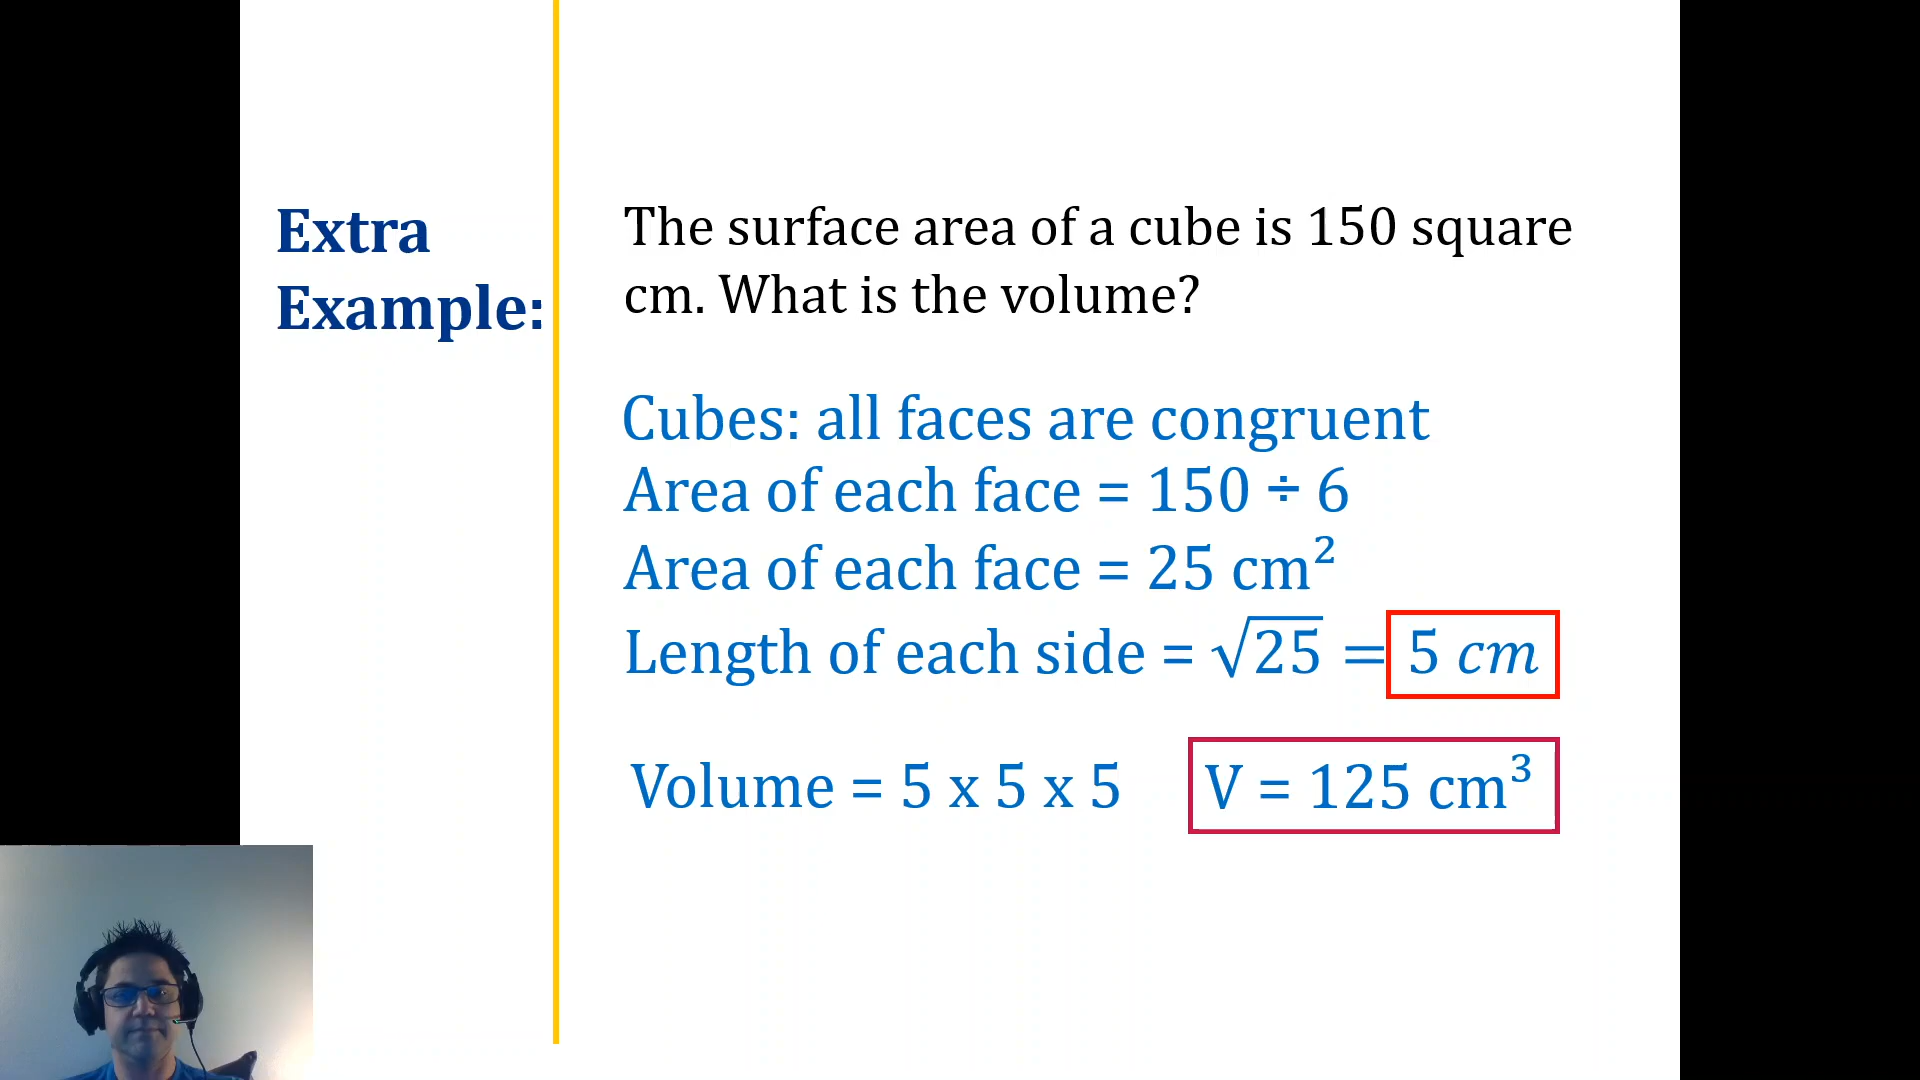 Extra
Example:
The surface area of a cube is 150 square
cm. What is the volume?
Cubes: all faces are congruent
Area of each face = 150 ÷ 6
Area of each face = 25 cm²
Length of each side = √25 = 5 cm
Volume = 5 x 5 x 5 V = 125 cm³